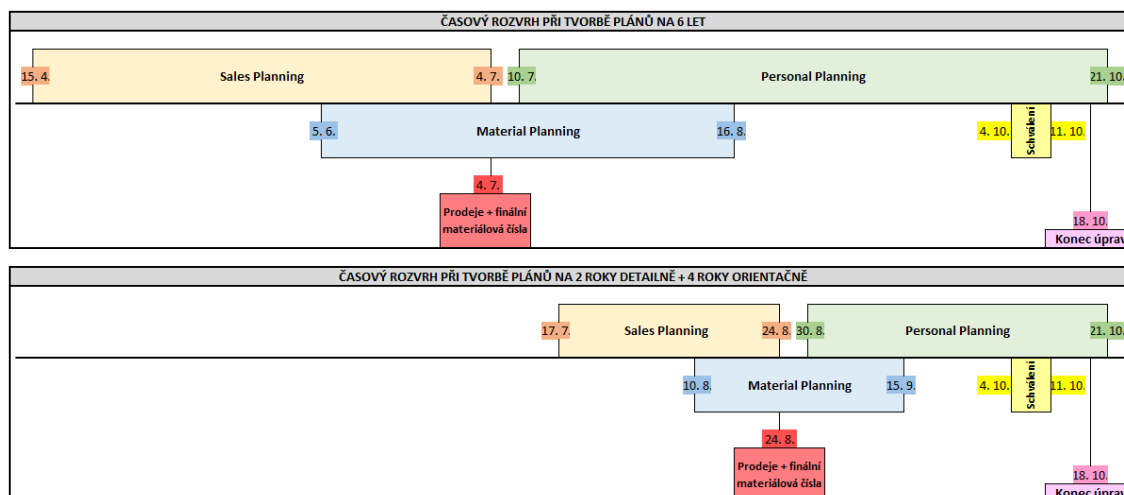 ČASOVÝ ROZVRH PŘI TVORBĚ PLÁNŮ NA 6 LET
15. 4.
Sales Planning
4. 7.
10. 7.
Personal Planning
21. 10.
5. 6.
Material Planning
16. 8.
4. 10.
Schválení
11. 10.
4. 7.
Prodeje + finální
materiálová čísla
18. 10.
Konec úprav
ČASOVÝ ROZVRH PŘI TVORBĚ PLÁNŮ NA 2 ROKY DETAILNĚ + 4 ROKY ORIENTAČNĚ
17. 7.
Sales Planning
24. 8.
30. 8.
Personal Planning
21. 10.
10. 8.
Material Planning
15. 9.
4. 10.
Schválení
11. 10.
24. 8.
Prodeje + finální
materiálová čísla
18. 10.
Konec úprav